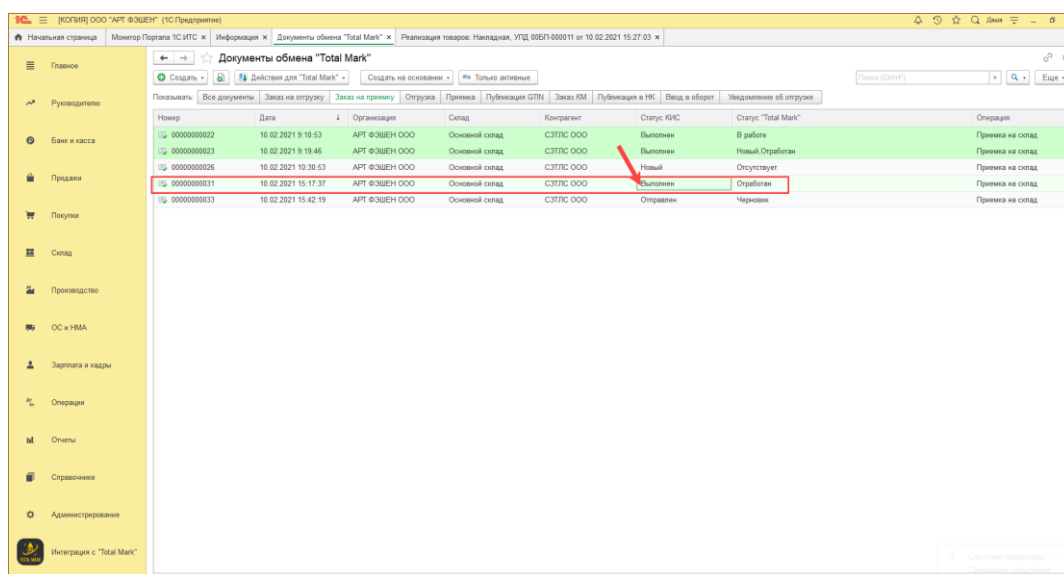 1С [КОПИЯ] ООО "АРТ ФЭШЕН" (1С:Предприятие) Даша
Начальная страница Монитор Портала 1С:ИТС × Информация × Документы обмена "Total Mark" × Реализация товаров: Накладная, УПД 00БП-000011 от 10.02.2021 15:27:03 ×
Главное
Руководителю
Банк и касса
Продажи
Покупки
Склад
Производство
ОС и НМА
Зарплата и кадры
Операции
Отчеты
Справочники
Администрирование
TOTAL MARK Интеграция с "Total Mark"
Документы обмена "Total Mark"
Создать Действия для "Total Mark" Создать на основании Только активные Поиск (Ctrl+F) × Еще
Показывать: Все документы Заказ на отгрузку Заказ на приемку Отгрузка Приемка Публикация GTIN Заказ КМ Публикация в НК Ввод в оборот Уведомление об отгрузке
Номер Дата ↓ Организация Склад Контрагент Статус КИС Статус "Total Mark" Операция
00000000022 10.02.2021 9:10:53 АРТ ФЭШЕН ООО Основной склад СЗТЛС ООО Выполнен В работе Приемка на склад
00000000023 10.02.2021 9:19:46 АРТ ФЭШЕН ООО Основной склад СЗТЛС ООО Выполнен Новый,Отработан Приемка на склад
00000000026 10.02.2021 10:30:53 АРТ ФЭШЕН ООО Основной склад СЗТЛС ООО Новый Отсутствует Приемка на склад
00000000031 10.02.2021 15:17:37 АРТ ФЭШЕН ООО Основной склад СЗТЛС ООО Выполнен Отработан Приемка на склад
00000000033 10.02.2021 15:42:19 АРТ ФЭШЕН ООО Основной склад СЗТЛС ООО Отправлен Черновик Приемка на склад